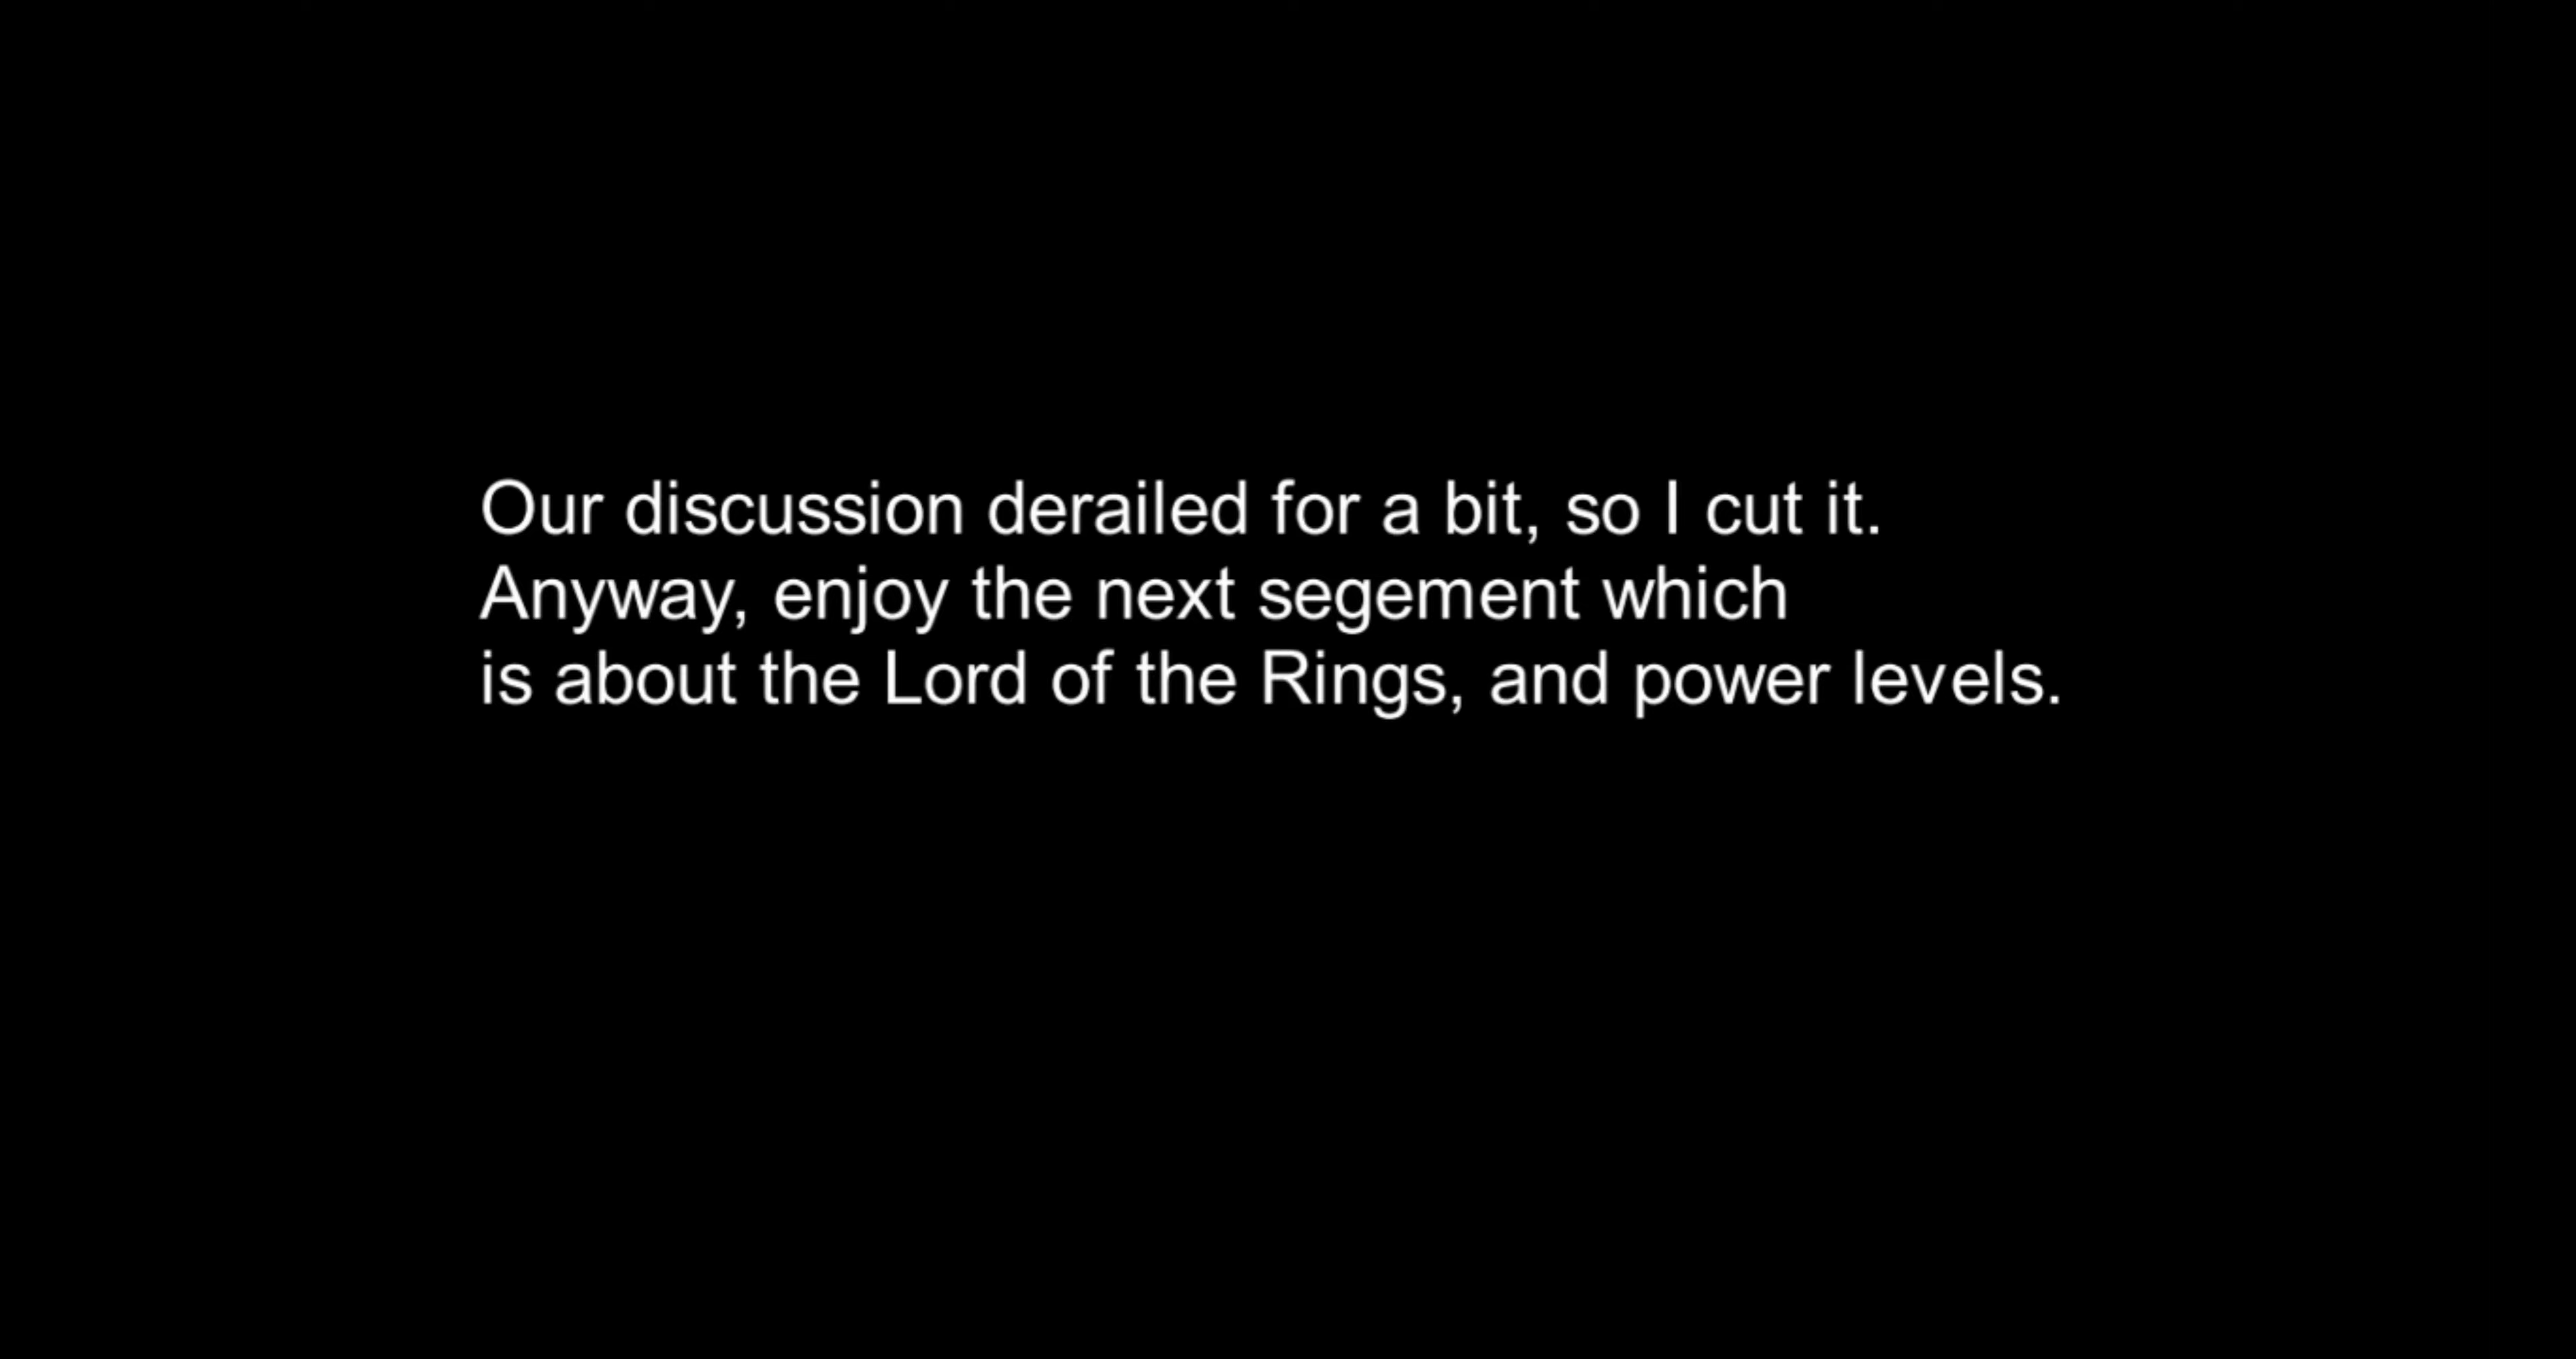 Our discussion derailed for a bit, so I cut it.
Anyway, enjoy the next segement which
is about the Lord of the Rings, and power levels.